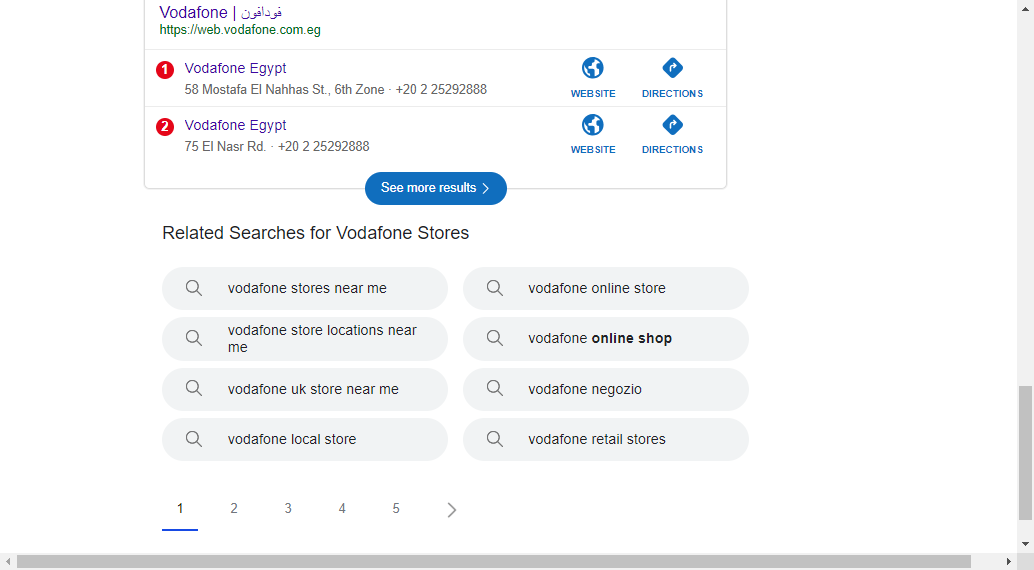 Vodafone | فودافون
https://web.vodafone.com.eg
1 Vodafone Egypt
WEBSITE DIRECTIONS
58 Mostafa El Nahhas St., 6th Zone · +20 2 25292888
2 Vodafone Egypt
WEBSITE DIRECTIONS
75 El Nasr Rd. · +20 2 25292888
See more results
Related Searches for Vodafone Stores
vodafone stores near me
vodafone online store
vodafone store locations near
me
vodafone online shop
vodafone uk store near me
vodafone negozio
vodafone local store
vodafone retail stores
1 2 3 4 5